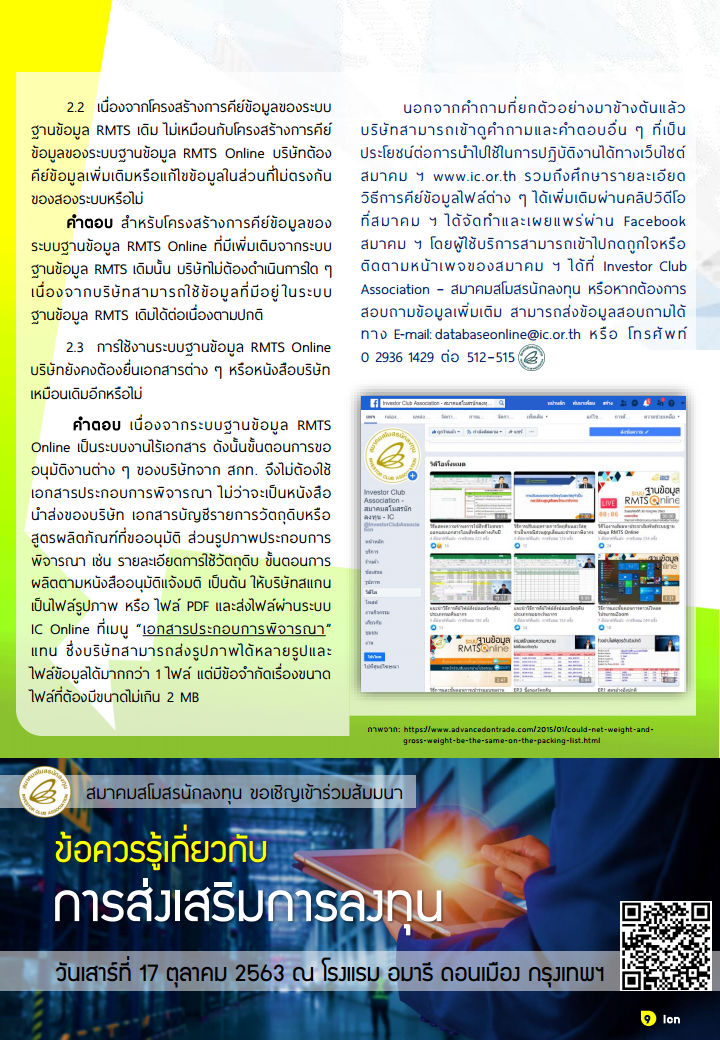 2.2 เนื่องจากโครงสร้างการคีย์ข้อมูลของระบบ
ฐานข้อมูล RMTS เดิม ไม่เหมือนกับโครงสร้างการคีย์
ข้อมูลของระบบฐานข้อมูล RMTS Online บริษัทต้อง
คีย์ข้อมูลเพิ่มเติมหรือแก้ไขข้อมูลในส่วนที่ไม่ตรงกัน
ของสองระบบหรือไม่
คำตอบ สำหรับโครงสร้างการคีย์ข้อมูลของ
ระบบฐานข้อมูล RMTS Online ที่มีเพิ่มเติมจากระบบ
ฐานข้อมูล RMTS เดิมนั้น บริษัทไม่ต้องดำเนินการใด ๆ
เนื่องจากบริษัทสามารถใช้ข้อมูลที่มีอยู่ในระบบ
ฐานข้อมูล RMTS เดิมได้ต่อเนื่องตามปกติ
2.3 การใช้งานระบบฐานข้อมูล RMTS Online
บริษัทยังคงต้องยื่นเอกสารต่าง ๆ หรือหนังสือบริษัท
เหมือนเดิมอีกหรือไม่
คำตอบ เนื่องจากระบบฐานข้อมูล RMTS
Online เป็นระบบงานไร้เอกสาร ดังนั้นขั้นตอนการขอ
อนุมัติงานต่าง ๆ ของบริษัทจาก สกท. จึงไม่ต้องใช้
เอกสารประกอบการพิจารณา ไม่ว่าจะเป็นหนังสือ
นำส่งของบริษัท เอกสารบัญชีรายการวัตถุดิบหรือ
สูตรผลิตภัณฑ์ที่ขออนุมัติ ส่วนรูปภาพประกอบการ
พิจารณา เช่น รายละเอียดการใช้วัตถุดิบ ขั้นตอนการ
ผลิตตามหนังสืออนุมัติแจ้งมติ เป็นต้น ให้บริษัทสแกน
เป็นไฟล์รูปภาพ หรือ ไฟล์ PDF และส่งไฟล์ผ่านระบบ
IC Online ที่เมนู “เอกสารประกอบการพิจารณา”
แทน ซึ่งบริษัทสามารถส่งรูปภาพได้หลายรูปและ
ไฟล์ข้อมูลได้มากกว่า 1 ไฟล์ แต่มีข้อจำกัดเรื่องขนาด
ไฟล์ที่ต้องมีขนาดไม่เกิน 2 MB
นอกจากคำถามที่ยกตัวอย่างมาข้างต้นแล้ว
บริษัทสามารถเข้าดูคำถามและคำตอบอื่น ๆ ที่เป็น
ประโยชน์ต่อการนำไปใช้ในการปฏิบัติงานได้ทางเว็บไซต์
สมาคม ฯ www.ic.or.th รวมถึงศึกษารายละเอียด
วิธีการคีย์ข้อมูลไฟล์ต่าง ๆ ได้เพิ่มเติมผ่านคลิปวิดีโอ
ที่สมาคม ฯ ได้จัดทำและเผยแพร่ผ่าน Facebook
สมาคม ฯ โดยผู้ใช้บริการสามารถเข้าไปกดถูกใจหรือ
ติดตามหน้าเพจของสมาคม ฯ ได้ที่ Investor Club
Association – สมาคมสโมสรนักลงทุน หรือหากต้องการ
สอบถามข้อมูลเพิ่มเติม สามารถส่งข้อมูลสอบถามได้
ทาง E-mail: databaseonline@ic.or.th หรือ โทรศัพท์
0 2936 1429 ต่อ 512-515
Investor Club Association - สมาคมสโมสรนักลงทุ...
Investor Club
Association -
สมาคมสโมสรนัก
ลงทุน - IC
หน้าหลัก
บริการ
ร้านค้า
ข้อเสนอ
รูปภาพ
วิดีโอ
โพสต์
กิจกรรม
เกี่ยวกับ
ชุมชน
งาน
วิดีโอทั้งหมด
ระบบฐานข้อมูล
RMTS Online
LIVE
ภาพจาก: https://www.advancedontrade.com/2015/01/could-net-weight-and-
gross-weight-be-the-same-on-the-packing-list.html
สมาคมสโมสรนักลงทุน ขอเชิญเข้าร่วมสัมมนา
ข้อควรรู้เกี่ยวกับ
การส่งเสริมการลงทุน
วันเสาร์ที่ 17 ตุลาคม 2563 ณ โรงแรม อมารี ดอนเมือง กรุงเทพฯ
9 Ion